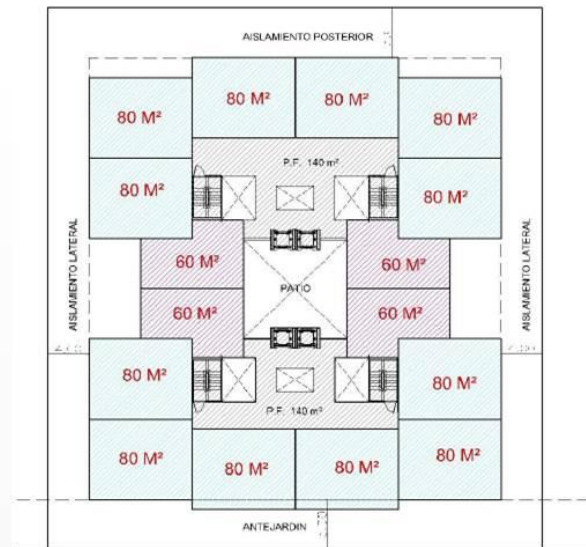 AISLAMIENTO POSTERIOR
80 M² 80 M² 80 M² 80 M²
P.F. 140 m²
80 M² 80 M²
AISLAMIENTO LATERAL
60 M² 60 M²
PATIO
AISLAMIENTO LATERAL
60 M² 60 M²
80 M² 80 M²
P.F. 140 m²
80 M² 80 M² 80 M² 80 M²
ANTEJARDIN